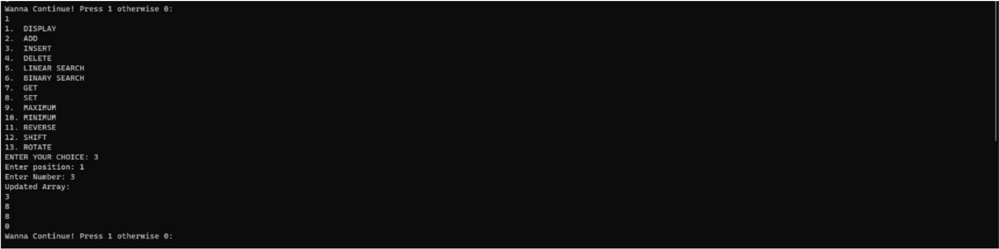 Wanna Continue! Press 1 otherwise 0:
1
1.  DISPLAY
2.  ADD
3.  INSERT
4.  DELETE
5.  LINEAR SEARCH
6.  BINARY SEARCH
7.  GET
8.  SET
9.  MAXIMUM
10. MINIMUM
11. REVERSE
12. SHIFT
13. ROTATE
ENTER YOUR CHOICE: 3
Enter position: 1
Enter Number: 3
Updated Array:
3
8
8
0
Wanna Continue! Press 1 otherwise 0: